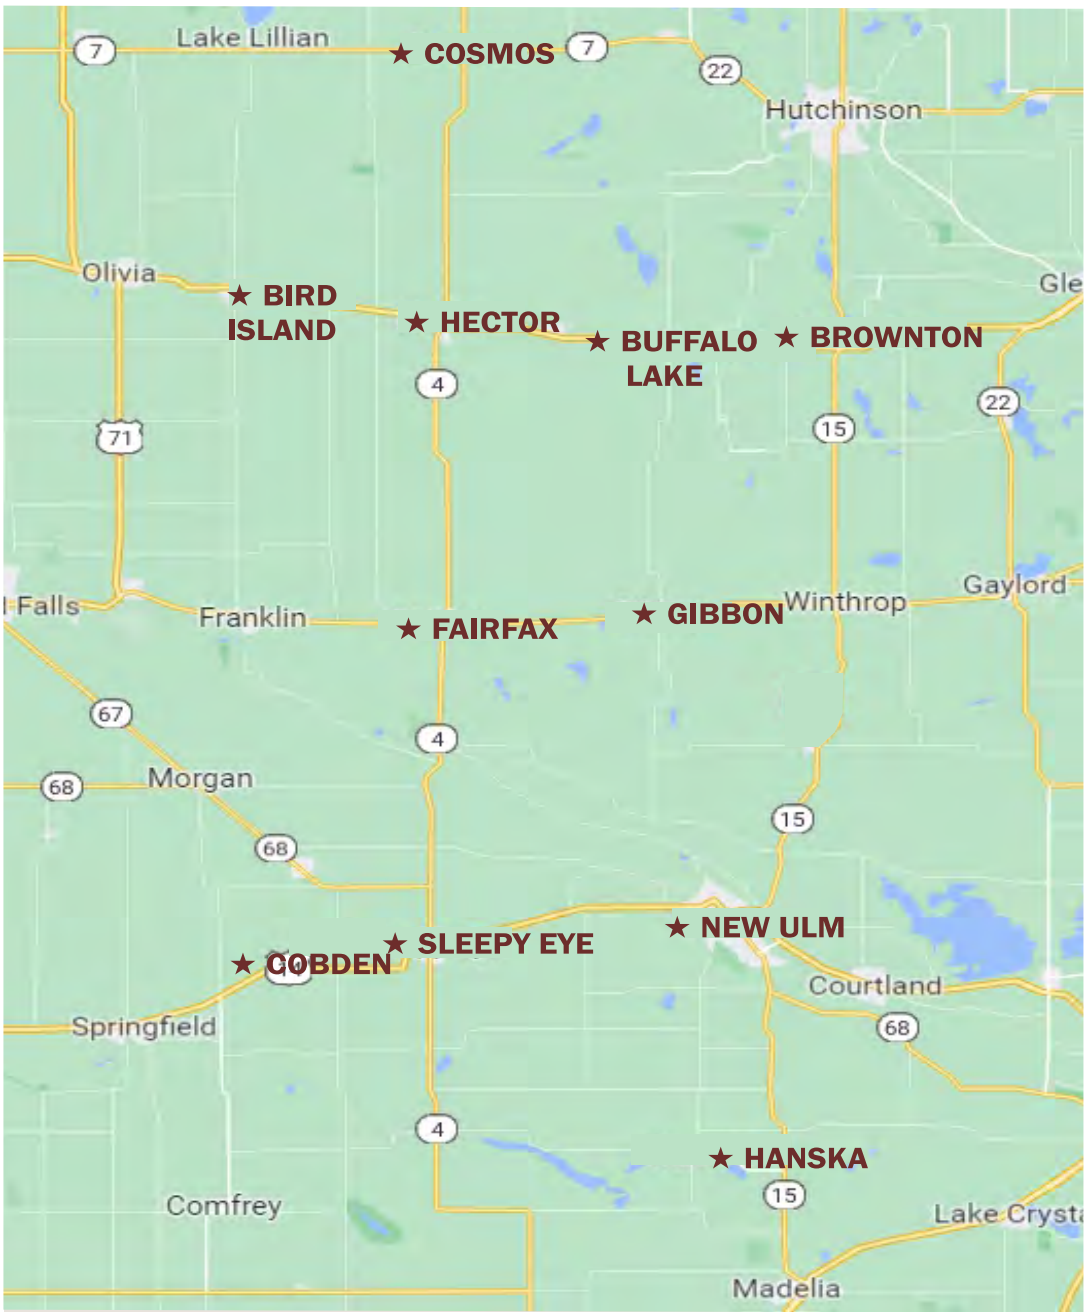 Lake Lillian
7
★ COSMOS
7
22
Hutchinson
Olivia
★ BIRD
ISLAND
Gle
★ HECTOR
★ BUFFALO
LAKE
★ BROWNTON
4
22
71
15
Falls
Franklin
★ FAIRFAX
★ GIBBON
Winthrop
Gaylord
67
4
68
Morgan
15
68
★ COBDEN
★ SLEEPY EYE
★ NEW ULM
Courtland
Springfield
68
4
★ HANSKA
15
Comfrey
Lake Crysta
Madelia